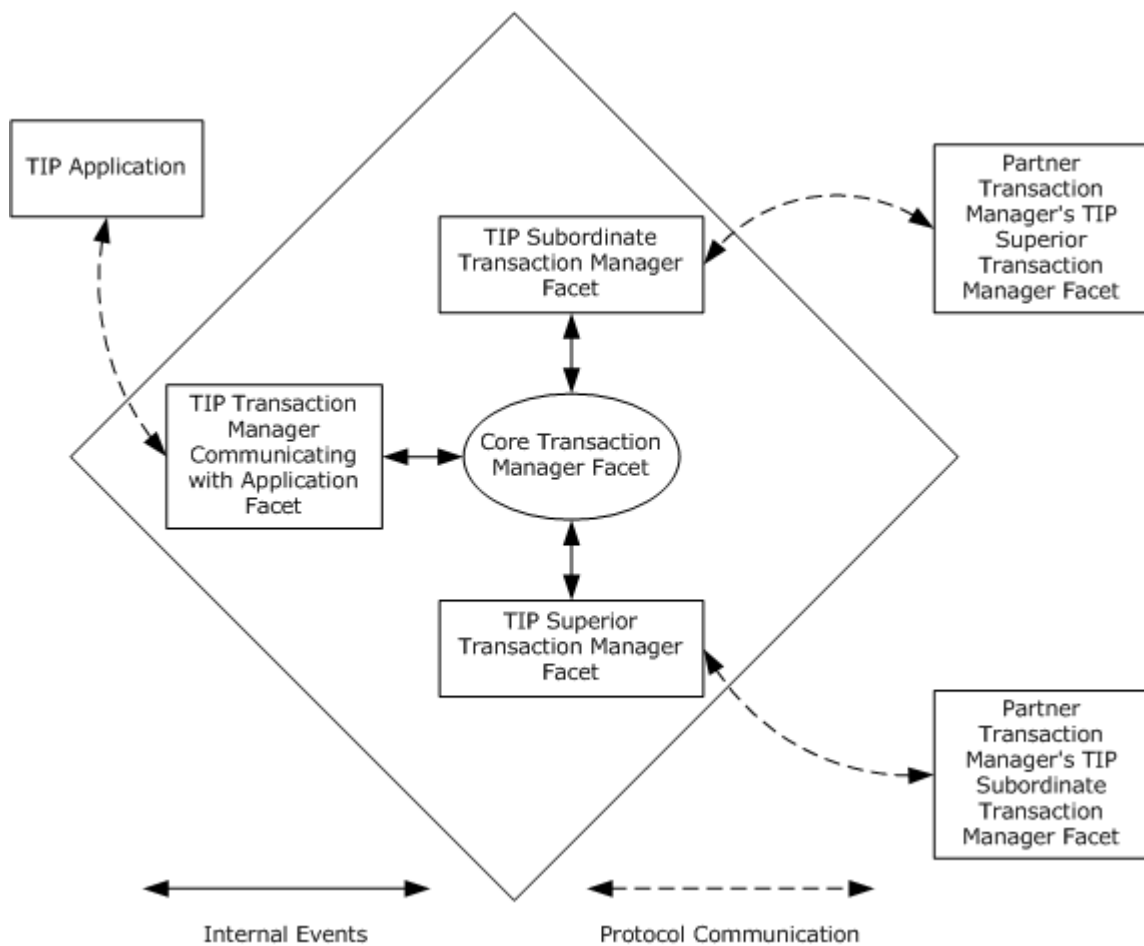 TIP Application
Partner
Transaction
Manager's TIP
Superior
Transaction
Manager Facet
TIP Subordinate
Transaction Manager
Facet
TIP Transaction
Manager
Communicating
with Application
Facet
Core Transaction
Manager Facet
TIP Superior
Transaction Manager
Facet
Partner
Transaction
Manager's TIP
Subordinate
Transaction
Manager Facet
Internal Events
Protocol Communication